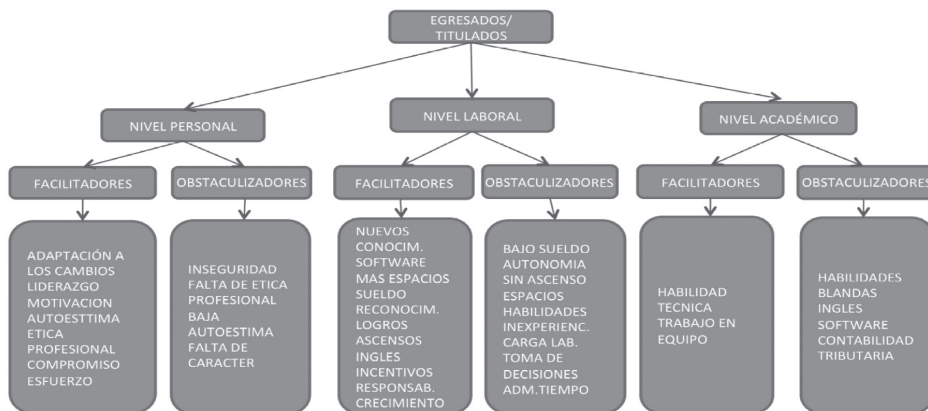 EGRESADOS/
TITULADOS
NIVEL PERSONAL
NIVEL LABORAL
NIVEL ACADÉMICO
FACILITADORES
OBSTACULIZADORES
FACILITADORES
OBSTACULIZADORES
FACILITADORES
OBSTACULIZADORES
ADAPTACIÓN A
LOS CAMBIOS
LIDERAZGO
MOTIVACION
AUTOESTTIMA
ETICA
PROFESIONAL
COMPROMISO
ESFUERZO
INSEGURIDAD
FALTA DE ETICA
PROFESIONAL
BAJA
AUTOESTIMA
FALTA DE
CARACTER
NUEVOS
CONOCIM.
SOFTWARE
MAS ESPACIOS
SUELDO
RECONOCIM.
LOGROS
ASCENSOS
INGLES
INCENTIVOS
RESPONSAB.
CRECIMIENTO
BAJO SUELDO
AUTONOMIA
SIN ASCENSO
ESPACIOS
HABILIDADES
INEXPERIENC.
CARGA LAB.
TOMA DE
DECISIONES
ADM.TIEMPO
HABILIDAD
TECNICA
TRABAJO EN
EQUIPO
HABILIDADES
BLANDAS
INGLES
SOFTWARE
CONTABILIDAD
TRIBUTARIA